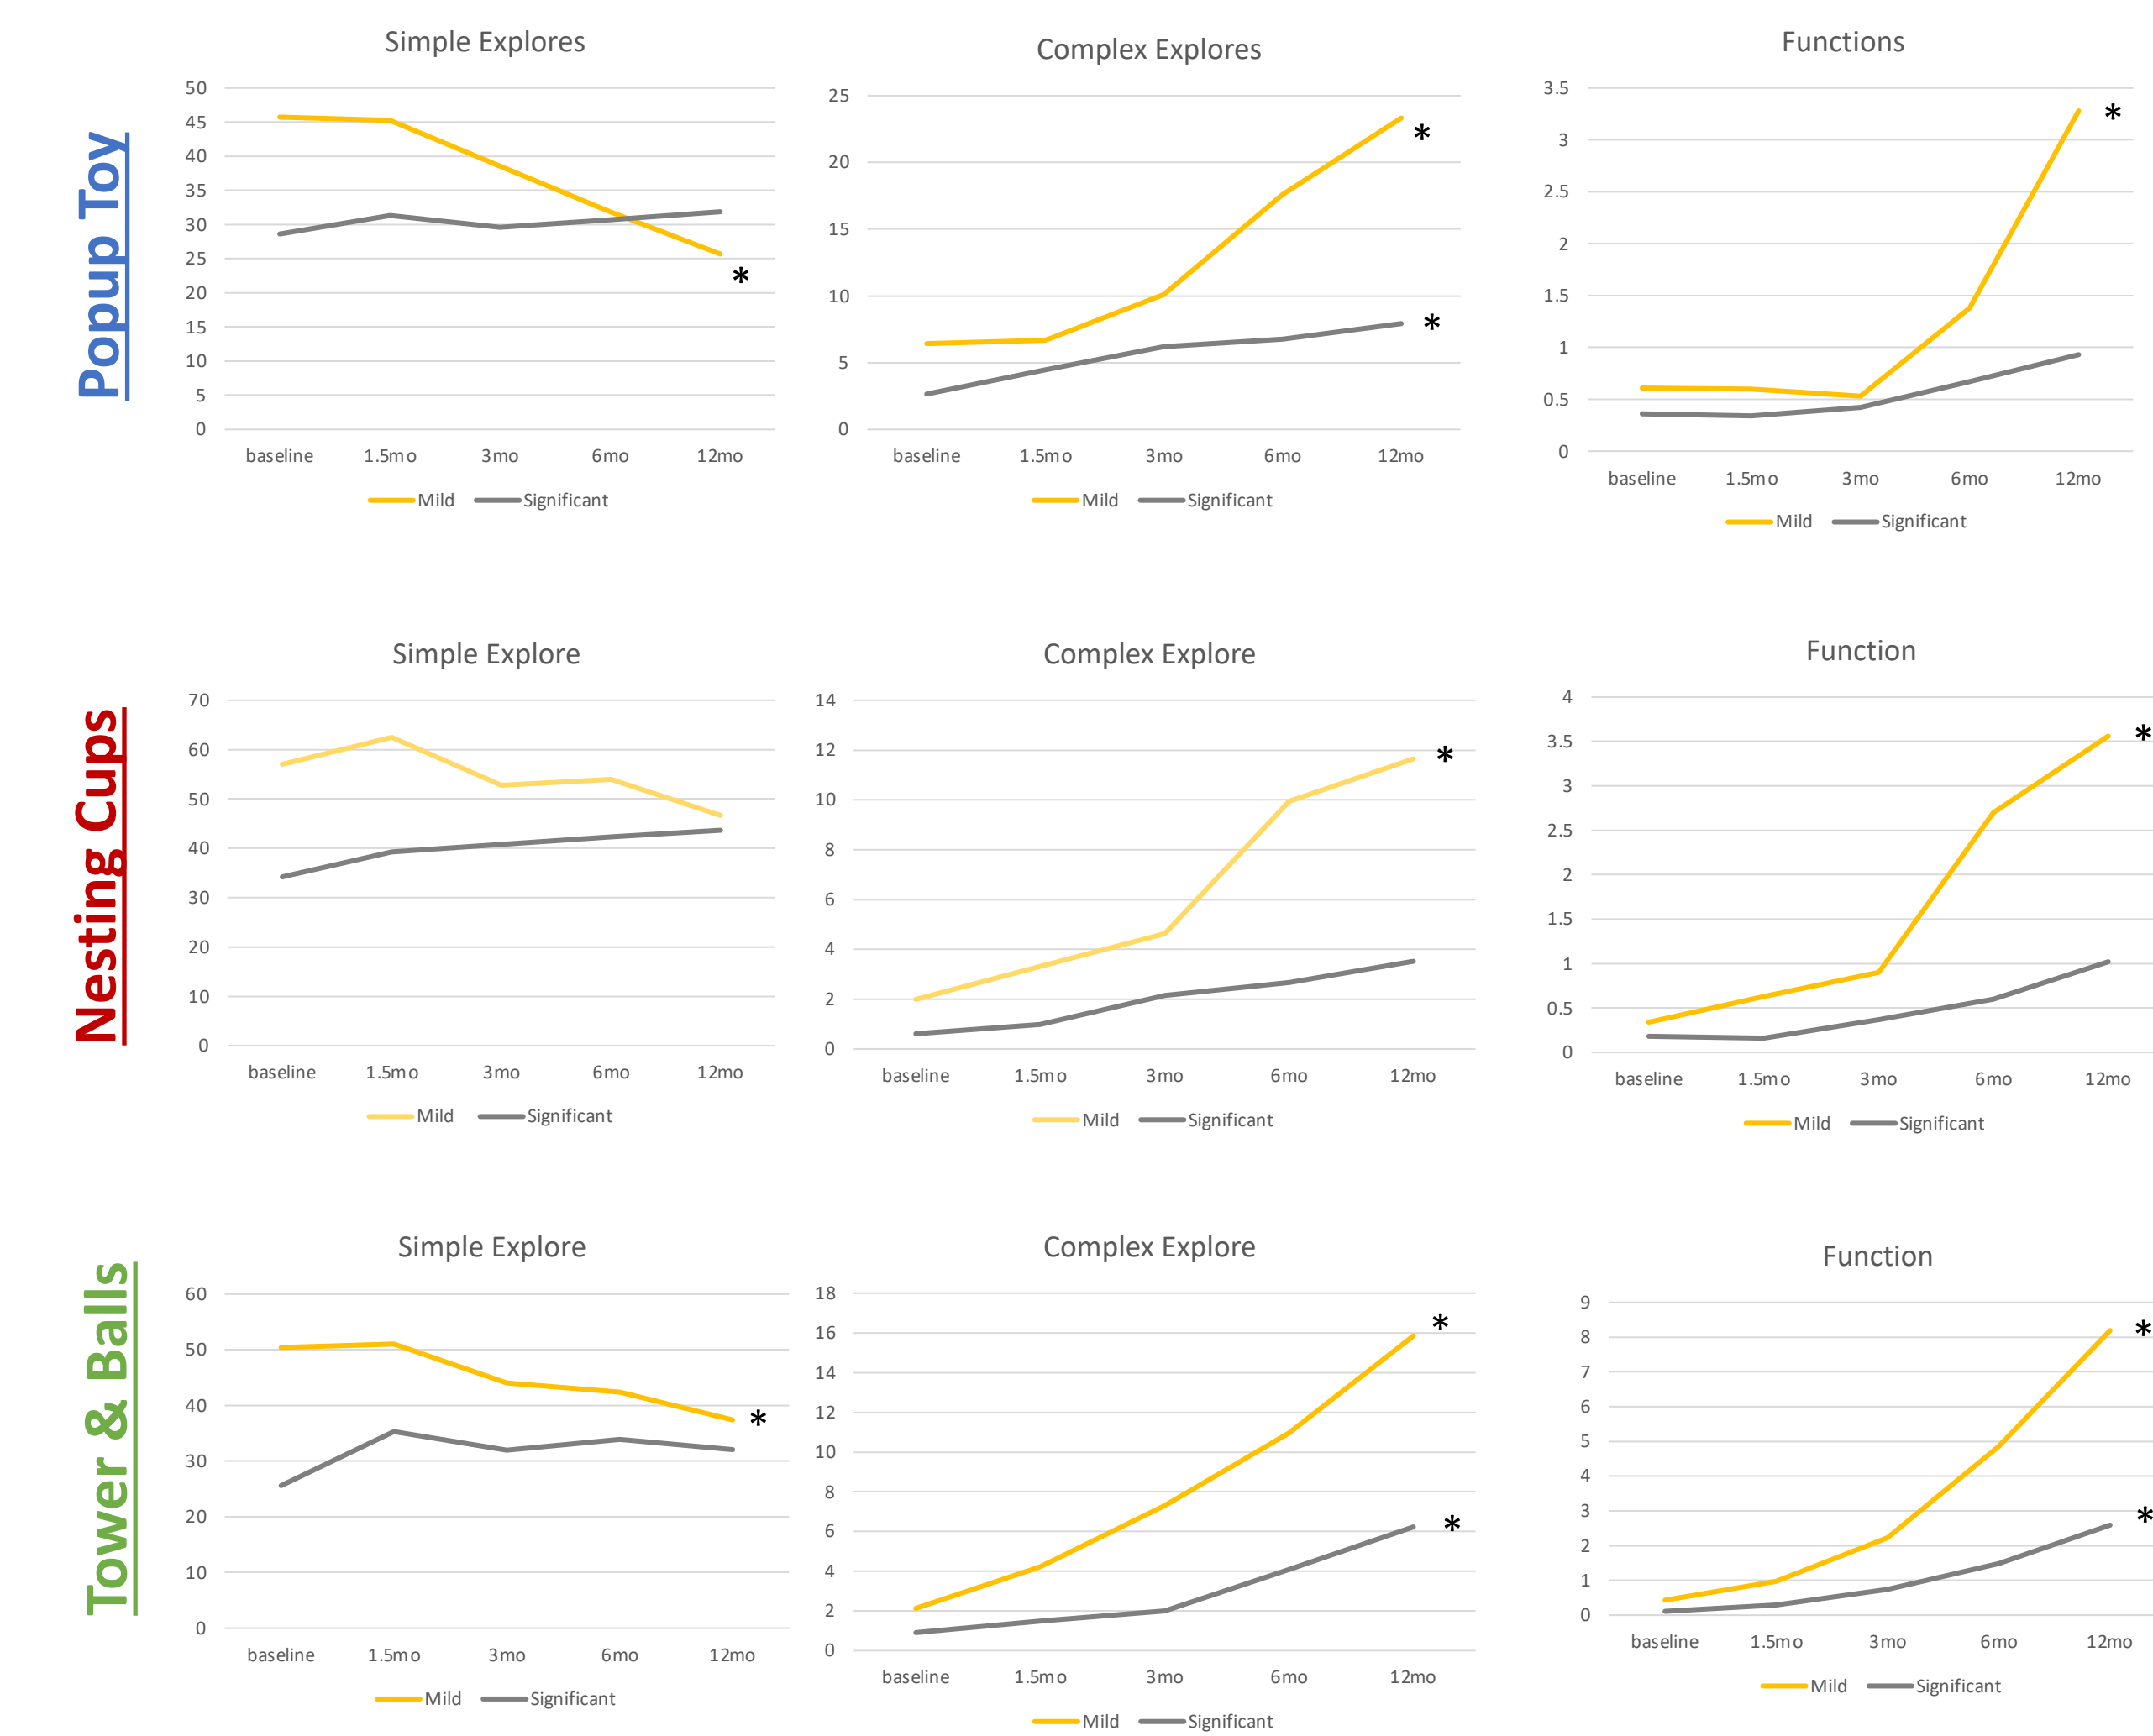 Popup Toy
Simple Explores
50
45
40
35
30
25
20
15
10
5
0
*
baseline 1.5mo 3mo 6mo 12mo
Mild Significant
Complex Explores
25
20
15
10
5
0
*
*
baseline 1.5mo 3mo 6mo 12mo
Mild Significant
Functions
3.5
3
2.5
2
1.5
1
0.5
0
*
baseline 1.5mo 3mo 6mo 12mo
Mild Significant
Nesting Cups
Simple Explore
70
60
50
40
30
20
10
0
baseline 1.5mo 3mo 6mo 12mo
Mild Significant
Complex Explore
14
12
10
8
6
4
2
0
*
baseline 1.5mo 3mo 6mo 12mo
Mild Significant
Function
4
3.5
3
2.5
2
1.5
1
0.5
0
*
baseline 1.5mo 3mo 6mo 12mo
Mild Significant
Tower & Balls
Simple Explore
60
50
40
30
20
10
0
*
baseline 1.5mo 3mo 6mo 12mo
Mild Significant
Complex Explore
18
16
14
12
10
8
6
4
2
0
*
*
baseline 1.5mo 3mo 6mo 12mo
Mild Significant
Function
9
8
7
6
5
4
3
2
1
0
*
*
baseline 1.5mo 3mo 6mo 12mo
Mild Significant